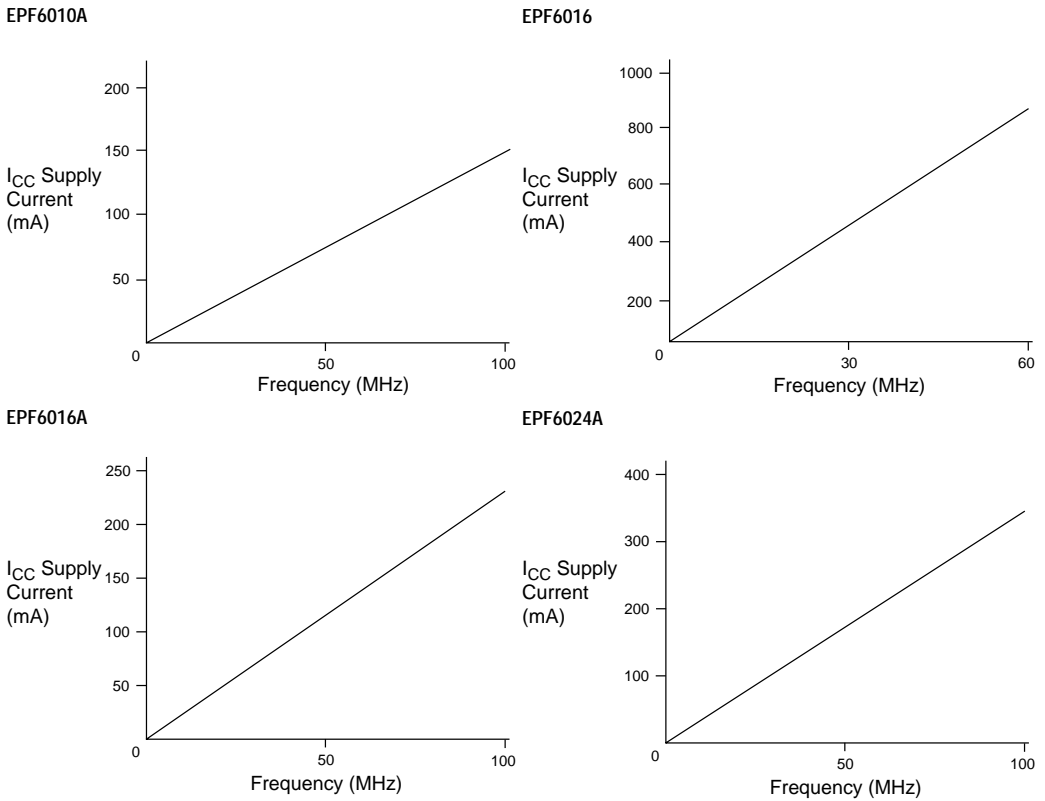 EPF6010A
200
150
100
50
0
I_CC Supply
Current
(mA)
50
100
Frequency (MHz)
EPF6016
1000
800
600
400
200
0
I_CC Supply
Current
(mA)
30
60
Frequency (MHz)
EPF6016A
250
200
150
100
50
0
I_CC Supply
Current
(mA)
50
100
Frequency (MHz)
EPF6024A
400
300
200
100
0
I_CC Supply
Current
(mA)
50
100
Frequency (MHz)